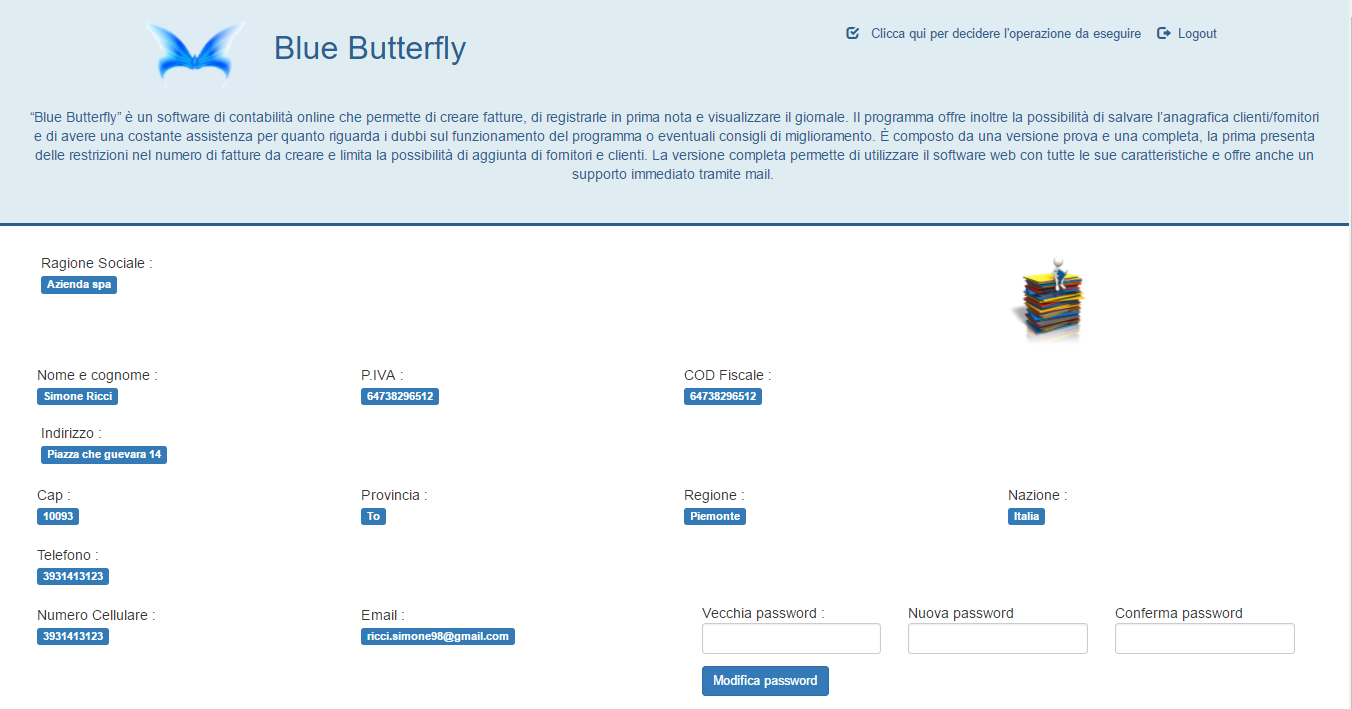 Blue Butterfly
Clicca qui per decidere l'operazione da eseguire Logout
“Blue Butterfly” è un software di contabilità online che permette di creare fatture, di registrarle in prima nota e visualizzare il giornale. Il programma offre inoltre la possibilità di salvare l’anagrafica clienti/fornitori
e di avere una costante assistenza per quanto riguarda i dubbi sul funzionamento del programma o eventuali consigli di miglioramento. È composto da una versione prova e una completa, la prima presenta
delle restrizioni nel numero di fatture da creare e limita la possibilità di aggiunta di fornitori e clienti. La versione completa permette di utilizzare il software web con tutte le sue caratteristiche e offre anche un
supporto immediato tramite mail.
Ragione Sociale :
Azienda spa
Nome e cognome : P.IVA : COD Fiscale :
Simone Ricci 64738296512 64738296512
Indirizzo :
Piazza che guevara 14
Cap : Provincia : Regione : Nazione :
10093 To Piemonte Italia
Telefono :
3931413123
Numero Cellulare : Email : Vecchia password : Nuova password Conferma password
3931413123 ricci.simone98@gmail.com
Modifica password